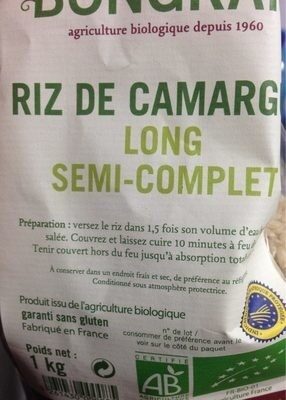 agriculture biologique depuis 1960
RIZ DE CAMARG
LONG
SEMI-COMPLET
Préparation : versez le riz dans 1,5 fois son volume d'eau
salée. Couvrez et laissez cuire 10 minutes à feu
Tenir couvert hors du feu jusqu'à absorption
À conserver dans un endroit frais et sec, de préférence au
Conditionné sous atmosphère protectrice.
Produit issu de l'agriculture biologique
garanti sans gluten
Fabriqué en France
n° de lot /
consommer de préférence avant le
voir sur le côté du paquet
Poids net :
1 kg
CERTIFIÉ
AB
FR-BIO-01